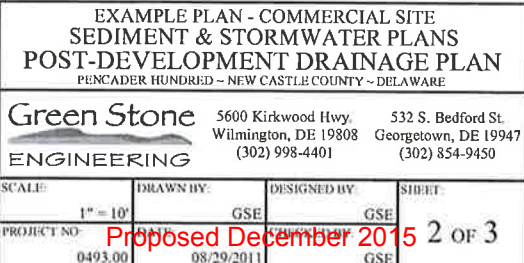 EXAMPLE PLAN - COMMERCIAL SITE
SEDIMENT & STORMWATER PLANS
POST-DEVELOPMENT DRAINAGE PLAN
PENCADER HUNDRED ~ NEW CASTLE COUNTY ~ DELAWARE
Green Stone
ENGINEERING
5600 Kirkwood Hwy.
Wilmington, DE 19808
(302) 998-4401
532 S. Bedford St.
Georgetown, DE 19947
(302) 854-9450
SCALE:
1" = 10'
DRAWN BY:
GSE
DESIGNED BY:
GSE
SHEET:
2 OF 3
PROJECT NO:
0493.00
DATE:
08/29/2011
CHECKED BY:
GSE
Proposed December 2015